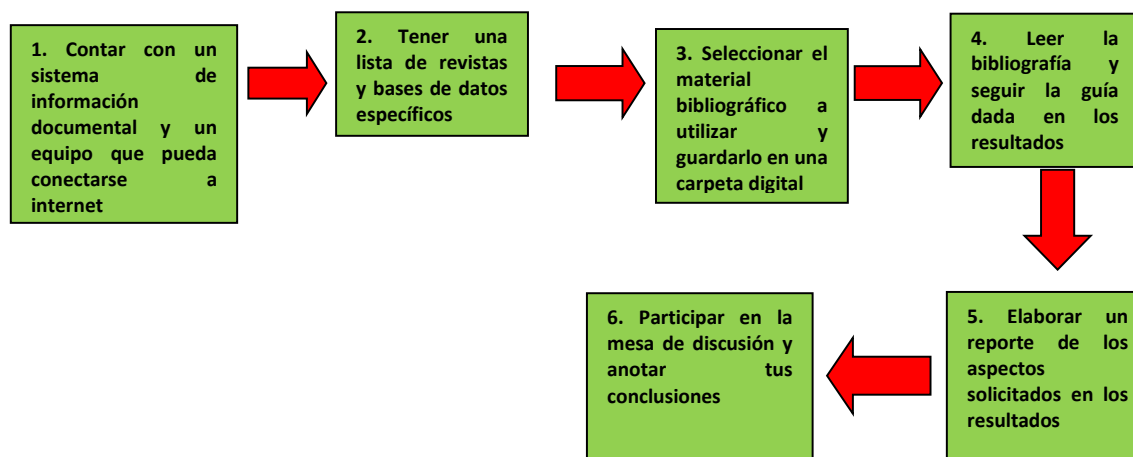 1. Contar con un
sistema de
información
documental y un
equipo que pueda
conectarse a
internet
2. Tener una
lista de revistas
y bases de datos
específicos
3. Seleccionar el
material
bibliográfico a
utilizar y
guardarlo en una
carpeta digital
4. Leer la
bibliografía y
seguir la guía
dada en los
resultados
5. Elaborar un
reporte de los
aspectos
solicitados en los
resultados
6. Participar en la
mesa de discusión y
anotar tus
conclusiones